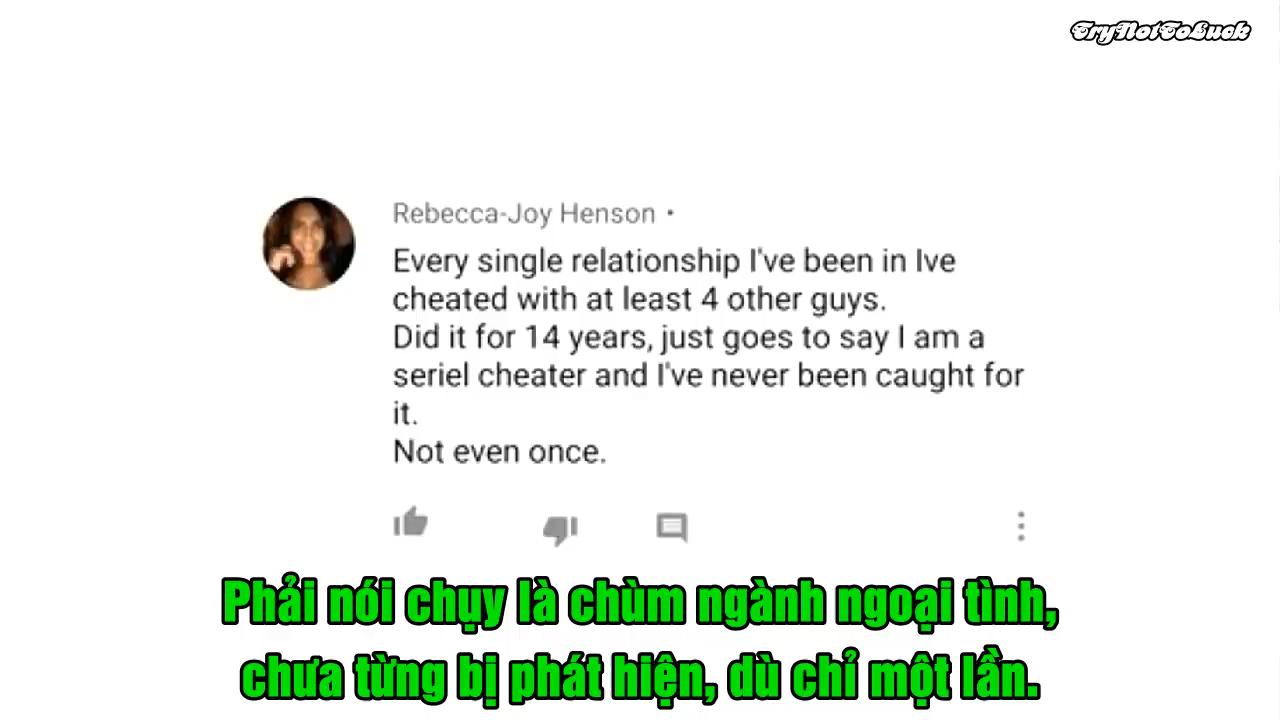 TryNotToLuck
Rebecca-Joy Henson •
Every single relationship I've been in Ive
cheated with at least 4 other guys.
Did it for 14 years, just goes to say I am a
seriel cheater and I've never been caught for
it.
Not even once.
Phải nói chụy là chùm ngành ngoại tình,
chưa từng bị phát hiện, dù chỉ một lần.